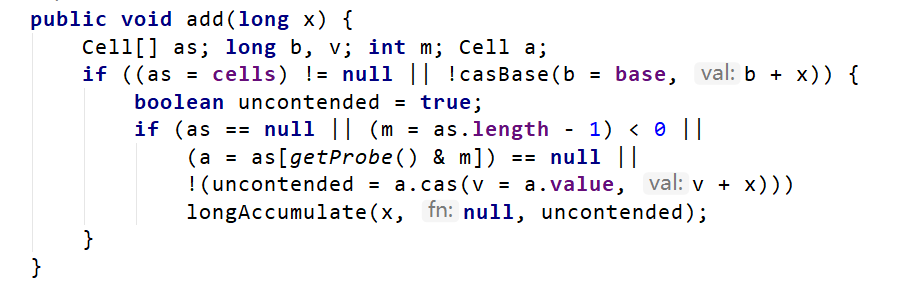 public void add(long x) {
    Cell[] as; long b, v; int m; Cell a;
    if ((as = cells) != null || !casBase(b = base, val: b + x)) {
        boolean uncontended = true;
        if (as == null || (m = as.length - 1) < 0 ||
            (a = as[getProbe() & m]) == null ||
            !(uncontended = a.cas(v = a.value, val: v + x)))
            longAccumulate(x, fn: null, uncontended);
    }
}